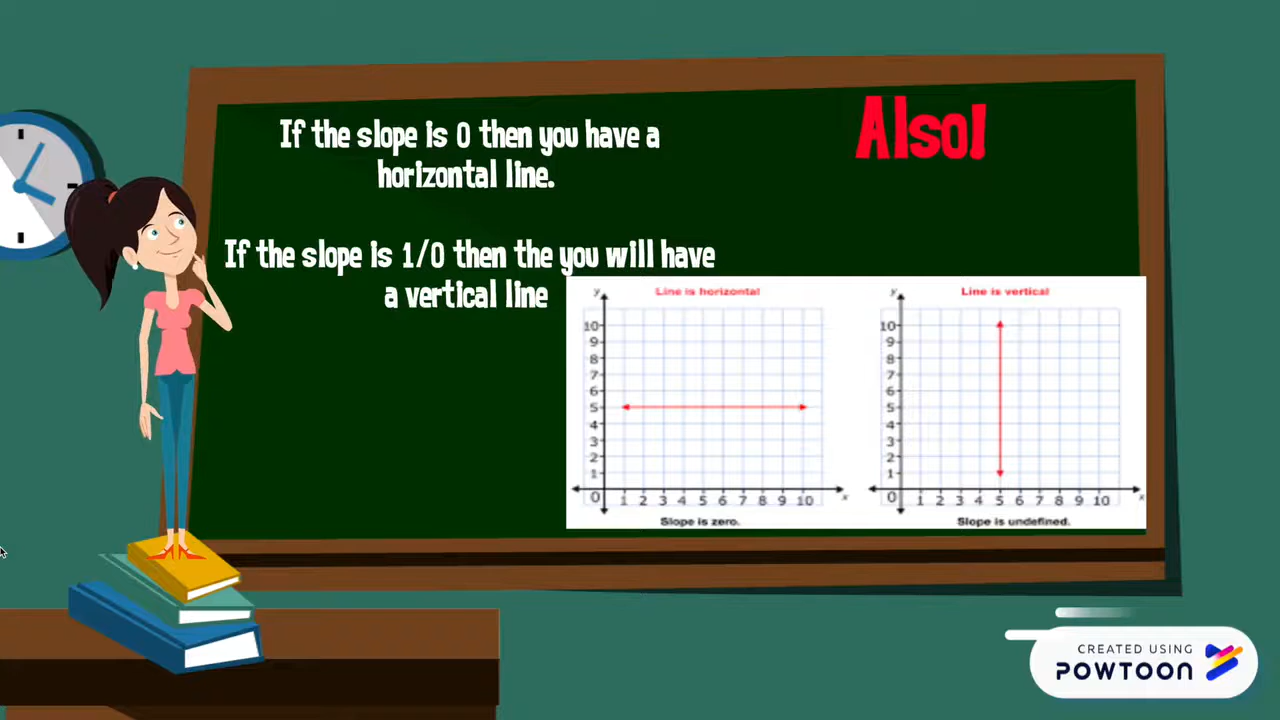 If the slope is 0 then you have a
horizontal line.
Also!
If the slope is 1/0 then the you will have
a vertical line
y
Line is horizontal
10
9
8
7
6
5
4
3
2
1
0
1 2 3 4 5 6 7 8 9 10
x
Slope is zero.
y
Line is vertical
10
9
8
7
6
5
4
3
2
1
0
1 2 3 4 5 6 7 8 9 10
x
Slope is undefined.
CREATED USING
POWTOON